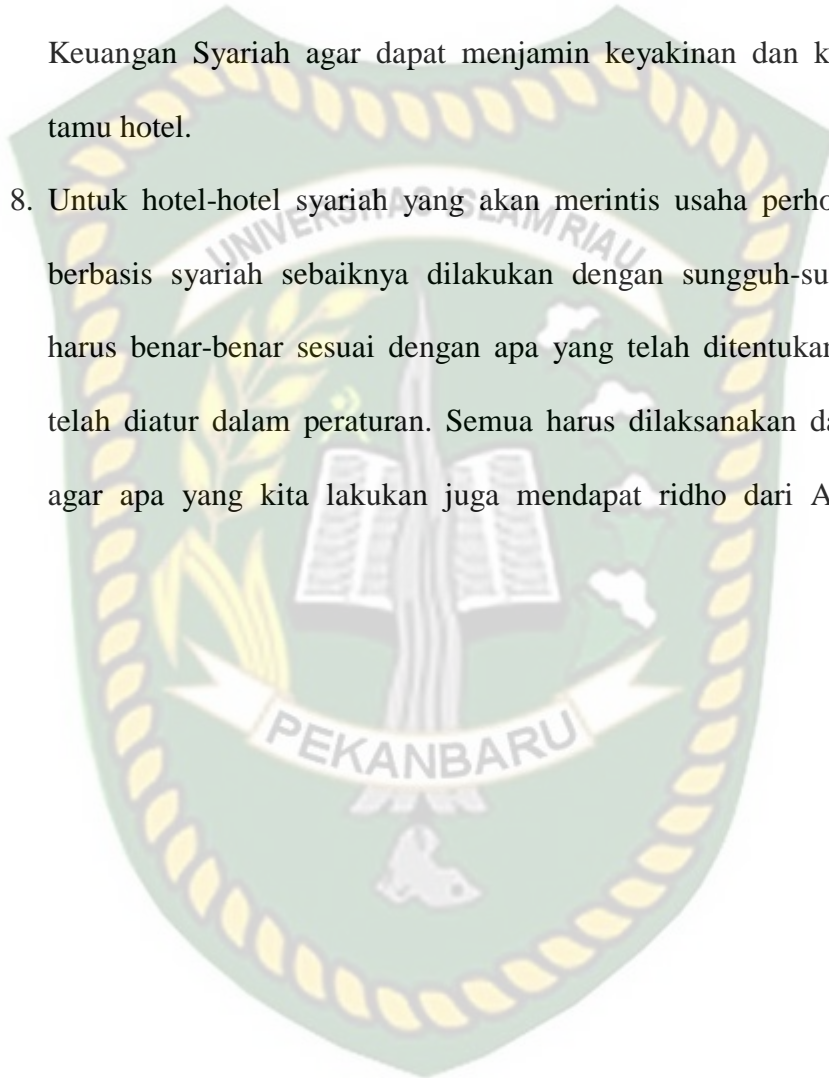 Keuangan Syariah agar dapat menjamin keyakinan dan k
tamu hotel.
8. Untuk hotel-hotel syariah yang akan merintis usaha perho
berbasis syariah sebaiknya dilakukan dengan sungguh-su
harus benar-benar sesuai dengan apa yang telah ditentukan
telah diatur dalam peraturan. Semua harus dilaksanakan da
agar apa yang kita lakukan juga mendapat ridho dari A
UNIVERSITAS ISLAM RIAU
PEKANBARU